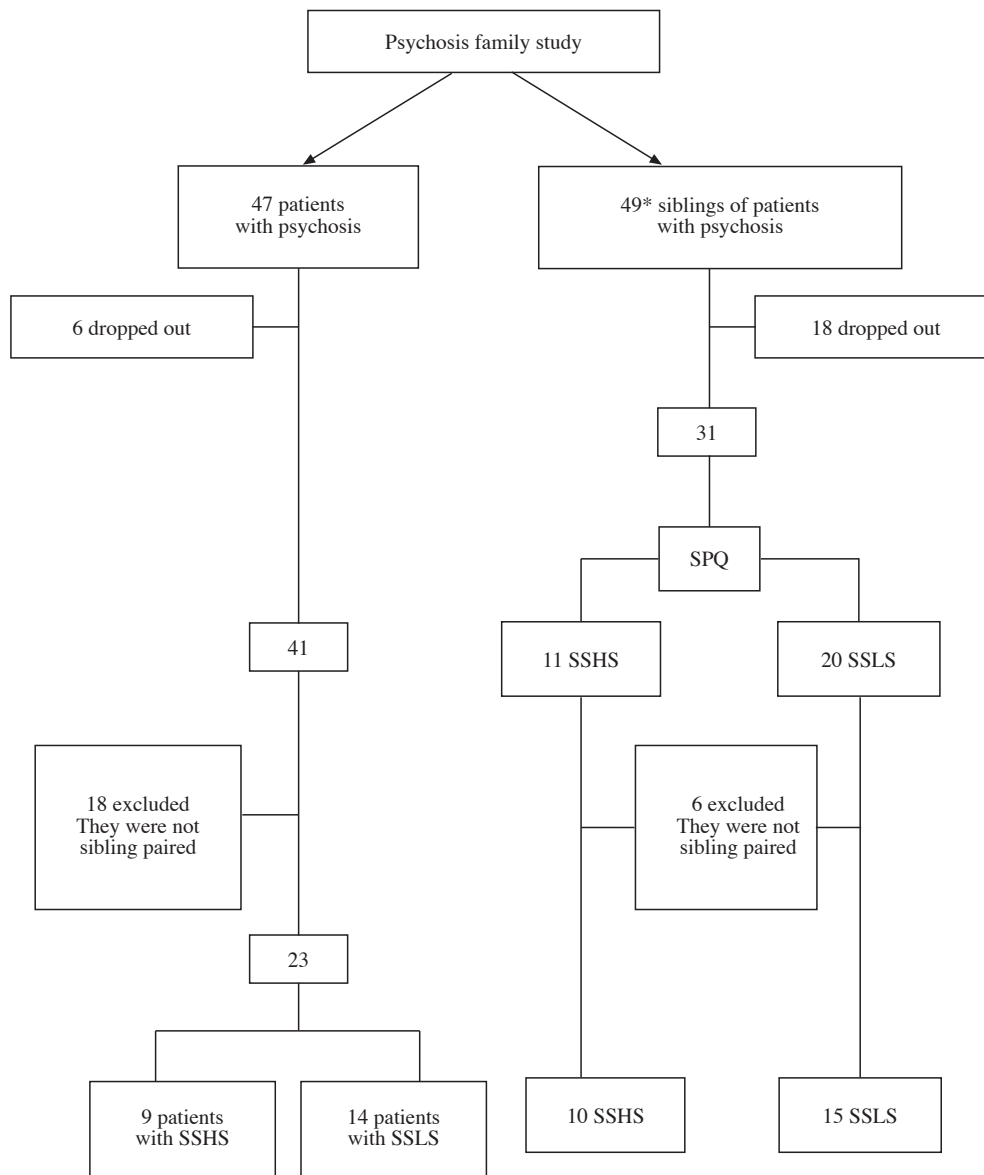 Psychosis family study
47 patients
with psychosis
49* siblings of patients
with psychosis
6 dropped out
18 dropped out
31
SPQ
41
11 SSHS
20 SSLS
18 excluded
They were not
sibling paired
6 excluded
They were not
sibling paired
23
9 patients
with SSHS
14 patients
with SSLS
10 SSHS
15 SSLS